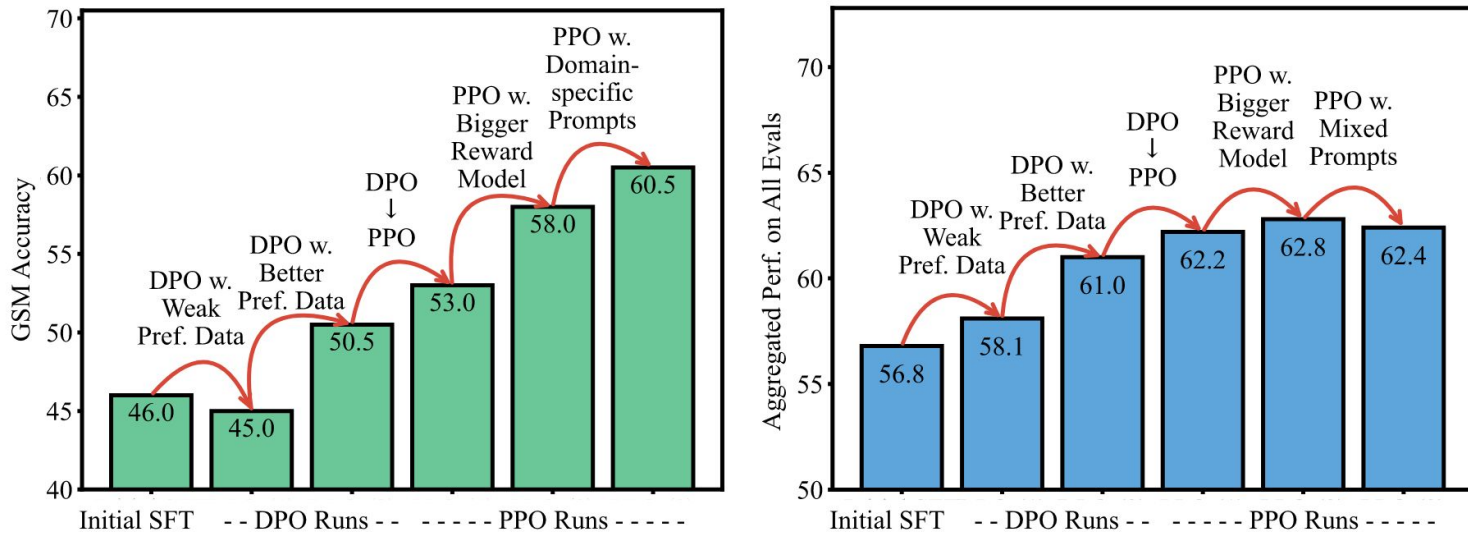 GSM Accuracy
70
65
60
55
50
45
40
DPO w.
Weak
Pref. Data
DPO w.
Better
Pref. Data
DPO
↓
PPO
PPO w.
Bigger
Reward
Model
PPO w.
Domain-
specific
Prompts
46.0
45.0
50.5
53.0
58.0
60.5
Initial SFT
- - DPO Runs - -
- - - - - PPO Runs - - - - -
Aggregated Perf. on All Evals
70
65
60
55
50
DPO w.
Weak
Pref. Data
DPO w.
Better
Pref. Data
DPO
↓
PPO
PPO w.
Bigger
Reward
Model
PPO w.
Mixed
Prompts
56.8
58.1
61.0
62.2
62.8
62.4
Initial SFT
- - DPO Runs - -
- - - - - PPO Runs - - - - -